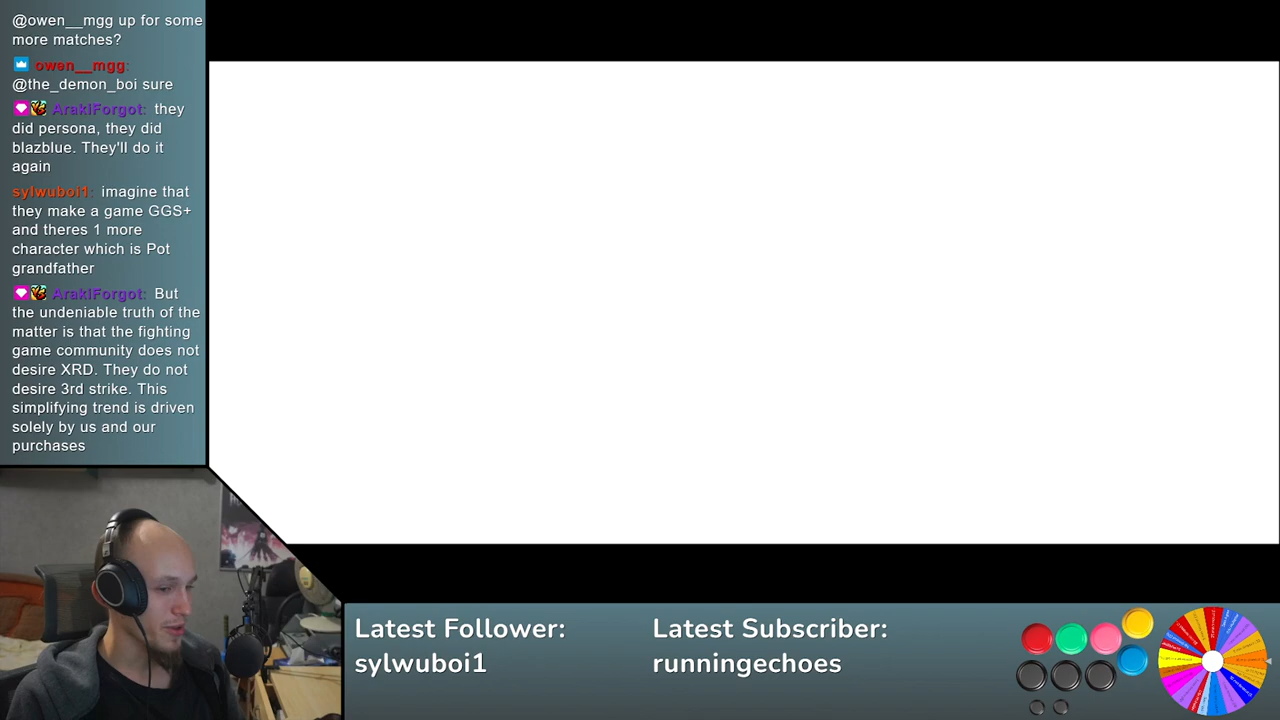 @owen__mgg up for some
more matches?
owen__mgg:
@the_demon_boi sure
ArakIForgot: they
did persona, they did
blazblue. They'll do it
again
sylwuboi1: imagine that
they make a game GGS+
and theres 1 more
character which is Pot
grandfather
ArakIForgot: But
the undeniable truth of the
matter is that the fighting
game community does not
desire XRD. They do not
desire 3rd strike. This
simplifying trend is driven
solely by us and our
purchases
Latest Follower:
sylwuboi1
Latest Subscriber:
runningechoes